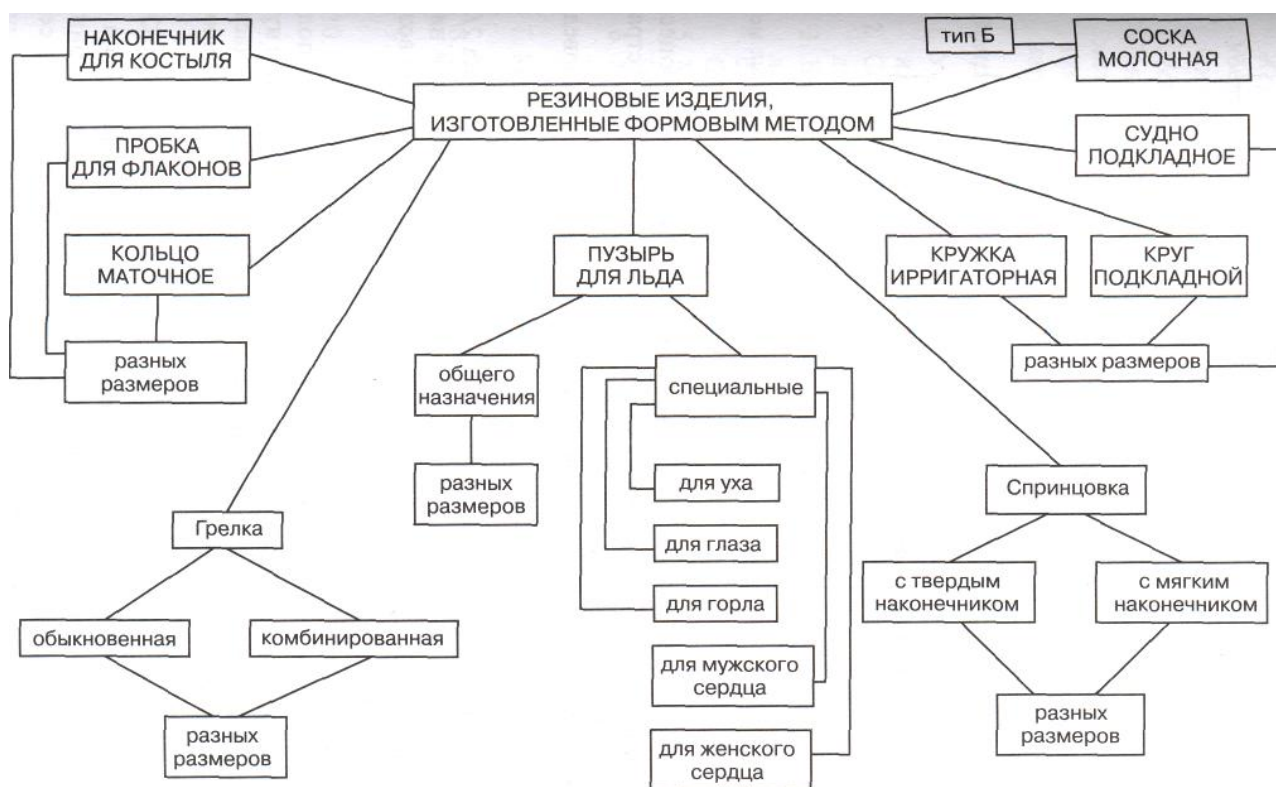 НАКОНЕЧНИК
ДЛЯ КОСТЫЛЯ
тип Б
СОСКА
МОЛОЧНАЯ
РЕЗИНОВЫЕ ИЗДЕЛИЯ,
ИЗГОТОВЛЕННЫЕ ФОРМОВЫМ МЕТОДОМ
ПРОБКА
ДЛЯ ФЛАКОНОВ
СУДНО
ПОДКЛАДНОЕ
КОЛЬЦО
МАТОЧНОЕ
ПУЗЫРЬ
ДЛЯ ЛЬДА
КРУЖКА
ИРРИГАТОРНАЯ
КРУГ
ПОДКЛАДНОЙ
разных
размеров
общего
назначения
специальные
разных размеров
разных
размеров
для уха
для глаза
для горла
для мужского
сердца
для женского
сердца
Спринцовка
с твердым
наконечником
с мягким
наконечником
разных
размеров
Грелка
обыкновенная
комбинированная
разных
размеров